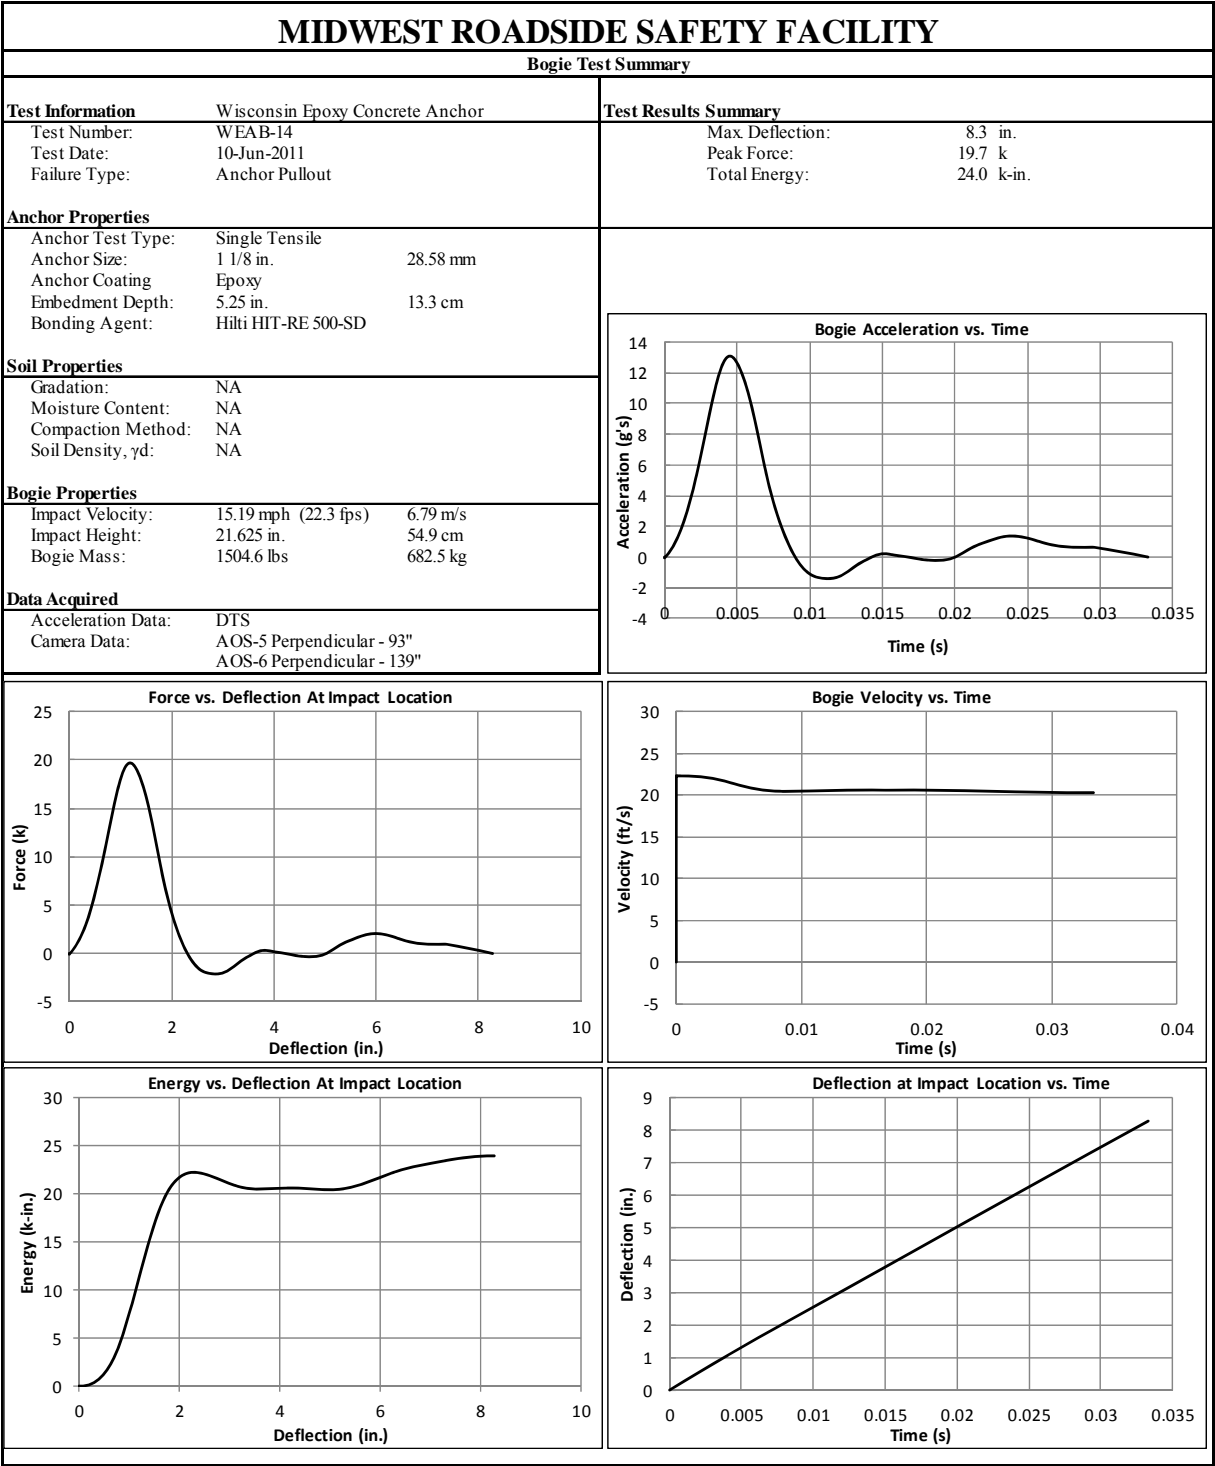 MIDWEST ROADSIDE SAFETY FACILITY
Bogie Test Summary
Test Information Wisconsin Epoxy Concrete Anchor
Test Number: WEAB-14
Test Date: 10-Jun-2011
Failure Type: Anchor Pullout
Test Results Summary
Max. Deflection: 8.3 in.
Peak Force: 19.7 k
Total Energy: 24.0 k-in.
Anchor Properties
Anchor Test Type: Single Tensile
Anchor Size: 1 1/8 in. 28.58 mm
Anchor Coating Epoxy
Embedment Depth: 5.25 in. 13.3 cm
Bonding Agent: Hilti HIT-RE 500-SD
Soil Properties
Gradation: NA
Moisture Content: NA
Compaction Method: NA
Soil Density, γd: NA
Bogie Properties
Impact Velocity: 15.19 mph (22.3 fps) 6.79 m/s
Impact Height: 21.625 in. 54.9 cm
Bogie Mass: 1504.6 lbs 682.5 kg
Data Acquired
Acceleration Data: DTS
Camera Data: AOS-5 Perpendicular - 93"
AOS-6 Perpendicular - 139"
Bogie Acceleration vs. Time
Acceleration (g's)
14
12
10
8
6
4
2
0
-2
-4
0 0.005 0.01 0.015 0.02 0.025 0.03 0.035
Time (s)
Force vs. Deflection At Impact Location
Force (k)
25
20
15
10
5
0
-5
0 2 4 6 8 10
Deflection (in.)
Bogie Velocity vs. Time
Velocity (ft/s)
30
25
20
15
10
5
0
-5
0 0.01 0.02 0.03 0.04
Time (s)
Energy vs. Deflection At Impact Location
Energy (k-in.)
30
25
20
15
10
5
0
0 2 4 6 8 10
Deflection (in.)
Deflection at Impact Location vs. Time
Deflection (in.)
9
8
7
6
5
4
3
2
1
0
0 0.005 0.01 0.015 0.02 0.025 0.03 0.035
Time (s)